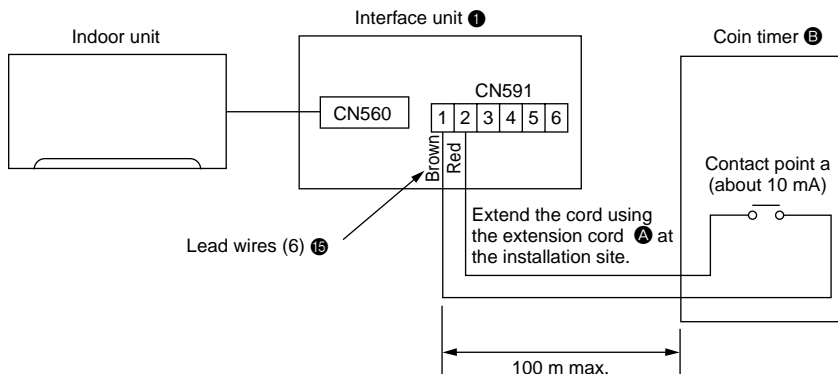 Interface unit ❶
Indoor unit
Coin timer Ⓑ
CN591
CN560
1 2 3 4 5 6
Brown
Red
Contact point a
(about 10 mA)
Extend the cord using
the extension cord Ⓐ at
the installation site.
Lead wires (6) ⓯
100 m max.